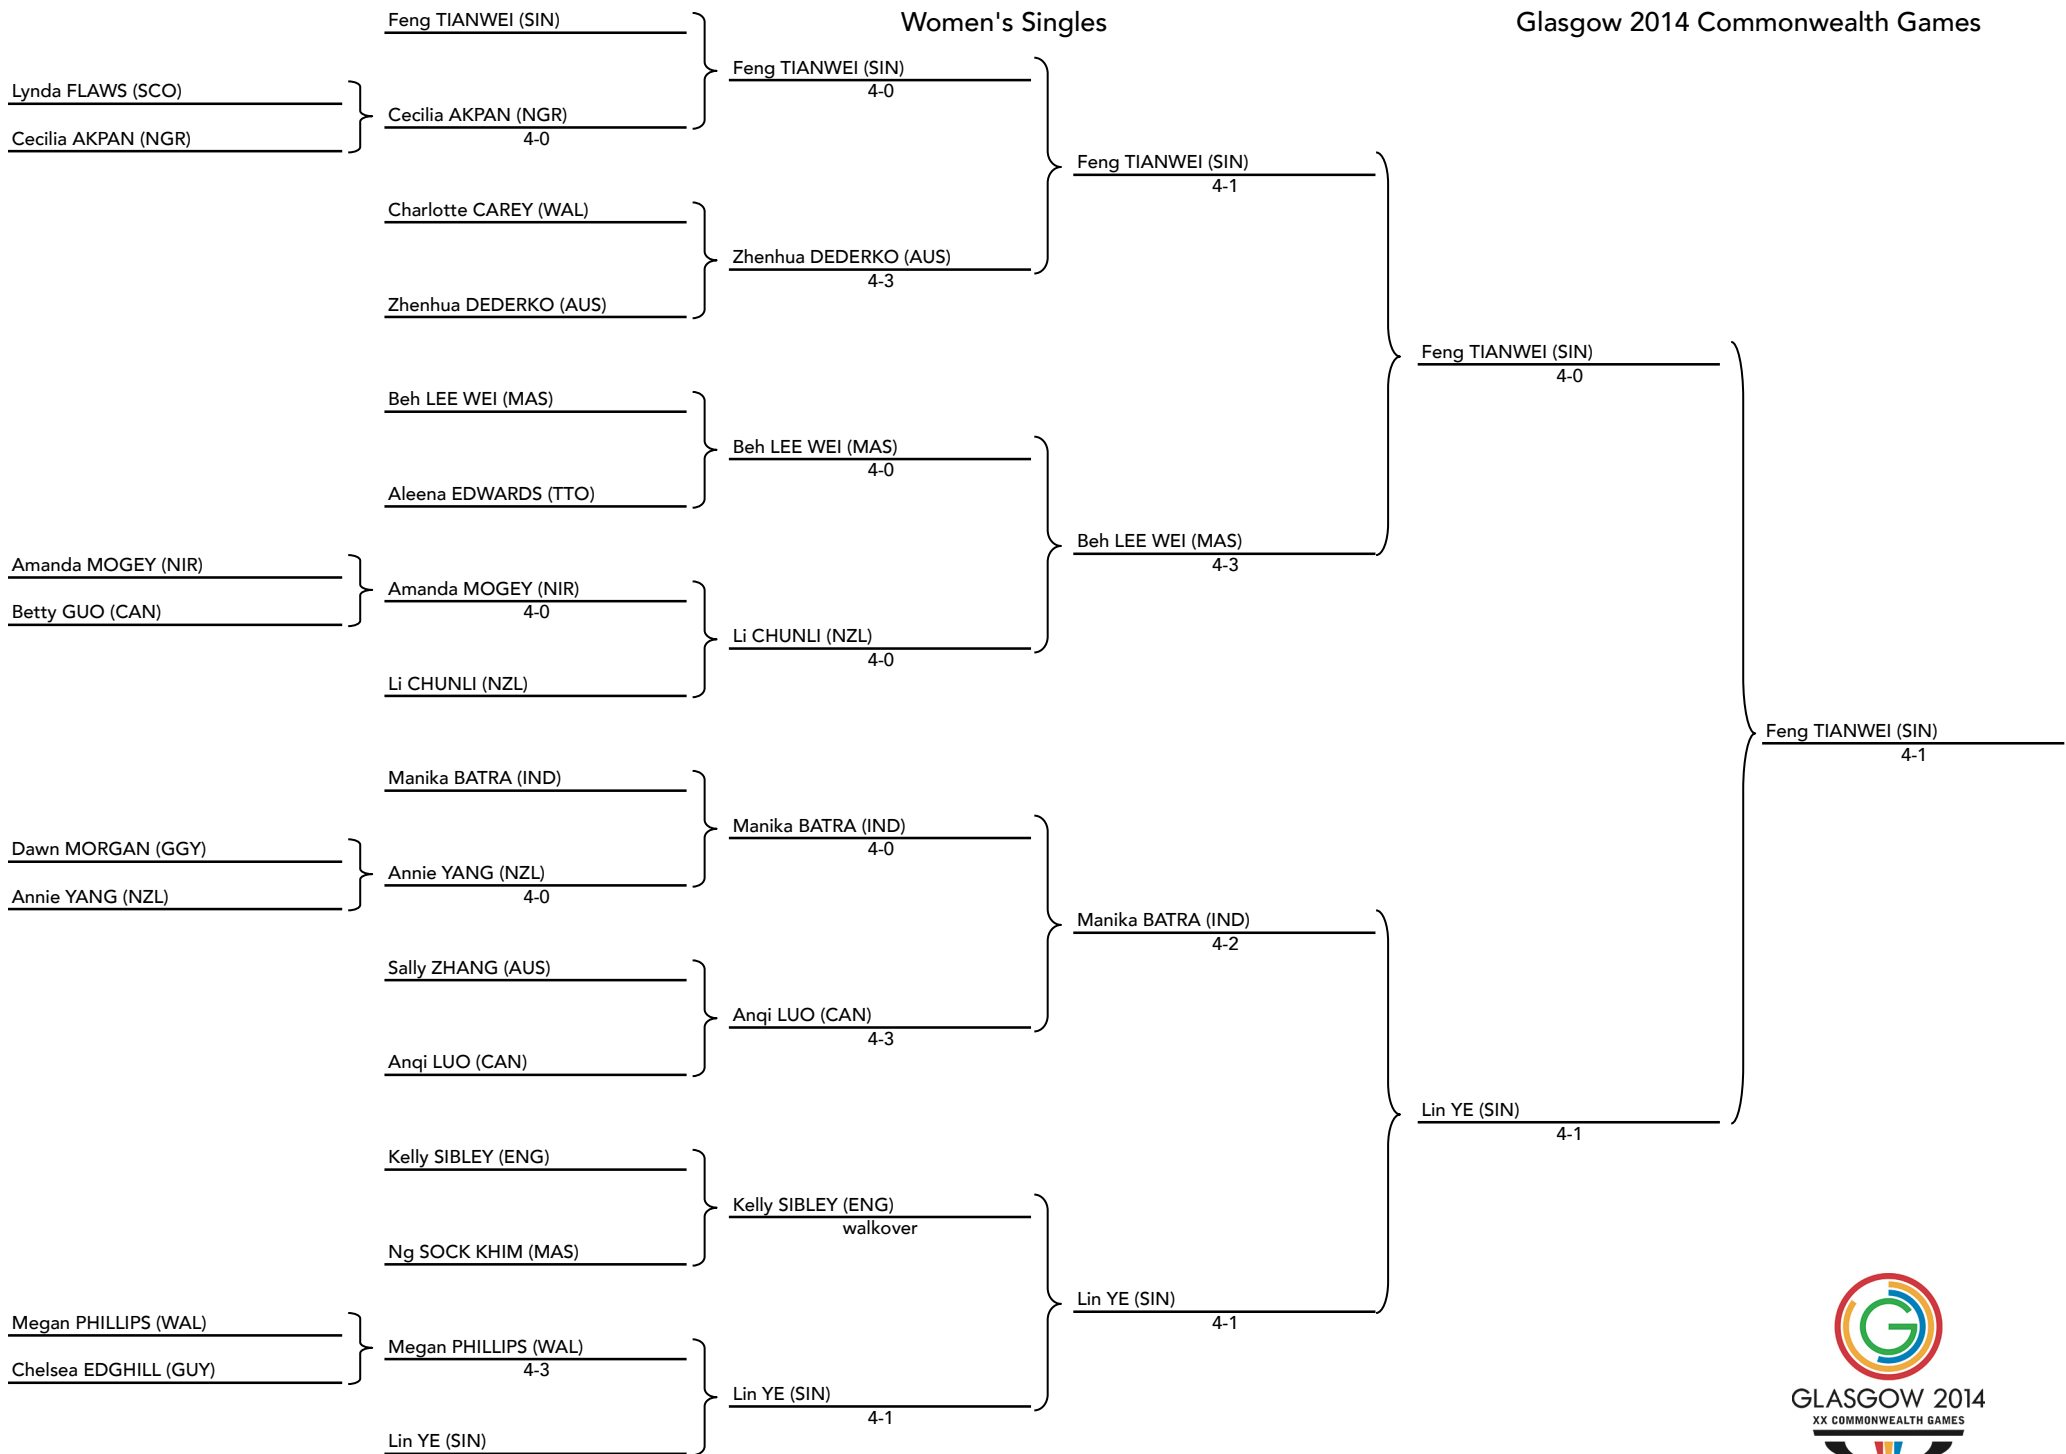 Women's Singles
Glasgow 2014 Commonwealth Games
Feng TIANWEI (SIN)
Lynda FLAWS (SCO)
Cecilia AKPAN (NGR)
Cecilia AKPAN (NGR)
4-0
Feng TIANWEI (SIN)
4-0
Charlotte CAREY (WAL)
Zhenhua DEDERKO (AUS)
Zhenhua DEDERKO (AUS)
4-3
Feng TIANWEI (SIN)
4-1
Beh LEE WEI (MAS)
Aleena EDWARDS (TTO)
Beh LEE WEI (MAS)
4-0
Amanda MOGEY (NIR)
Betty GUO (CAN)
Amanda MOGEY (NIR)
4-0
Li CHUNLI (NZL)
Li CHUNLI (NZL)
4-0
Beh LEE WEI (MAS)
4-3
Feng TIANWEI (SIN)
4-0
Manika BATRA (IND)
Dawn MORGAN (GGY)
Annie YANG (NZL)
Annie YANG (NZL)
4-0
Manika BATRA (IND)
4-0
Sally ZHANG (AUS)
Anqi LUO (CAN)
Anqi LUO (CAN)
4-3
Manika BATRA (IND)
4-2
Kelly SIBLEY (ENG)
Ng SOCK KHIM (MAS)
Kelly SIBLEY (ENG)
walkover
Megan PHILLIPS (WAL)
Chelsea EDGHILL (GUY)
Megan PHILLIPS (WAL)
4-3
Lin YE (SIN)
Lin YE (SIN)
4-1
Lin YE (SIN)
4-1
Lin YE (SIN)
4-1
Feng TIANWEI (SIN)
4-1
GLASGOW 2014
XX COMMONWEALTH GAMES